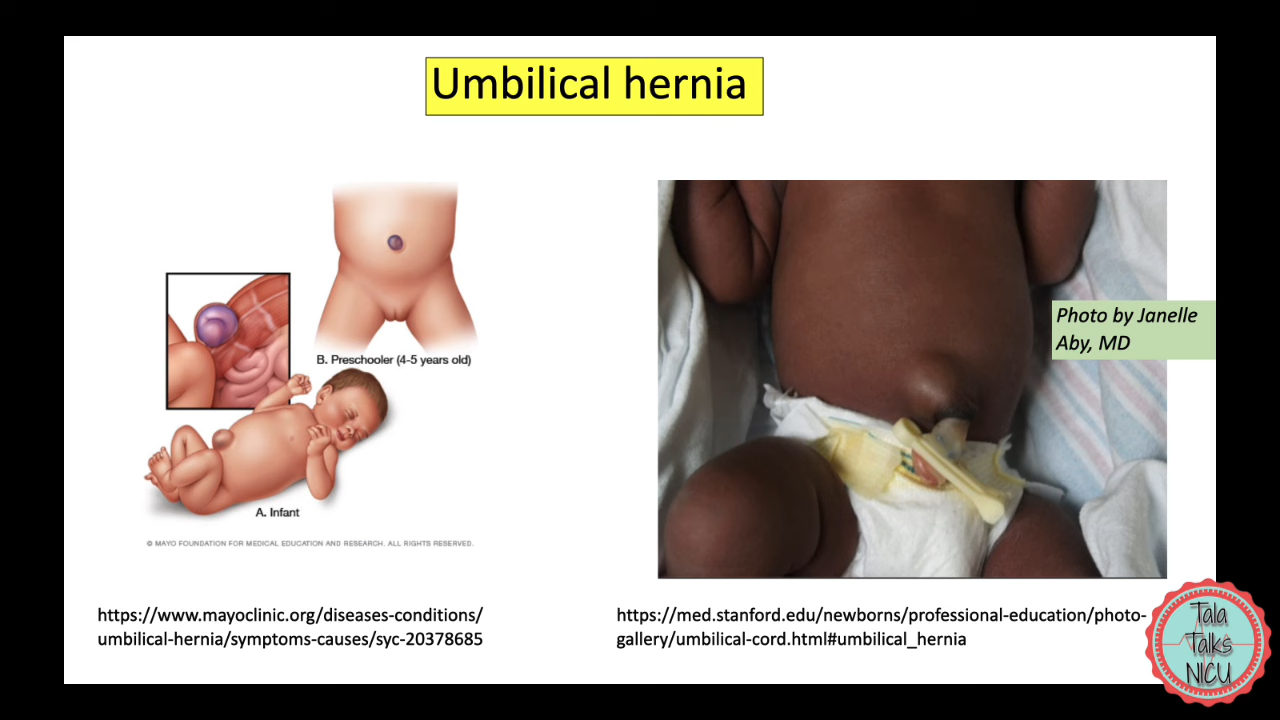 Umbilical hernia
B. Preschooler (4-5 years old)
A. Infant
© MAYO FOUNDATION FOR MEDICAL EDUCATION AND RESEARCH. ALL RIGHTS RESERVED.
https://www.mayoclinic.org/diseases-conditions/
umbilical-hernia/symptoms-causes/syc-20378685
Photo by Janelle
Aby, MD
https://med.stanford.edu/newborns/professional-education/photo-
gallery/umbilical-cord.html#umbilical_hernia
Tala
Talks
NICU